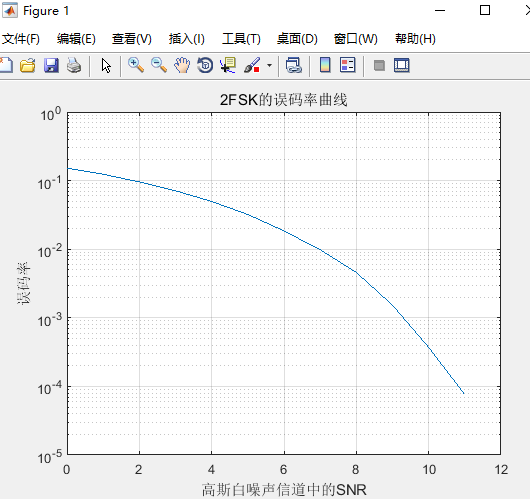 Figure 1
文件(F) 编辑(E) 查看(V) 插入(I) 工具(T) 桌面(D) 窗口(W) 帮助(H)
2FSK的误码率曲线
10^0
10^-1
10^-2
10^-3
10^-4
10^-5
误码率
0 2 4 6 8 10 12
高斯白噪声信道中的SNR